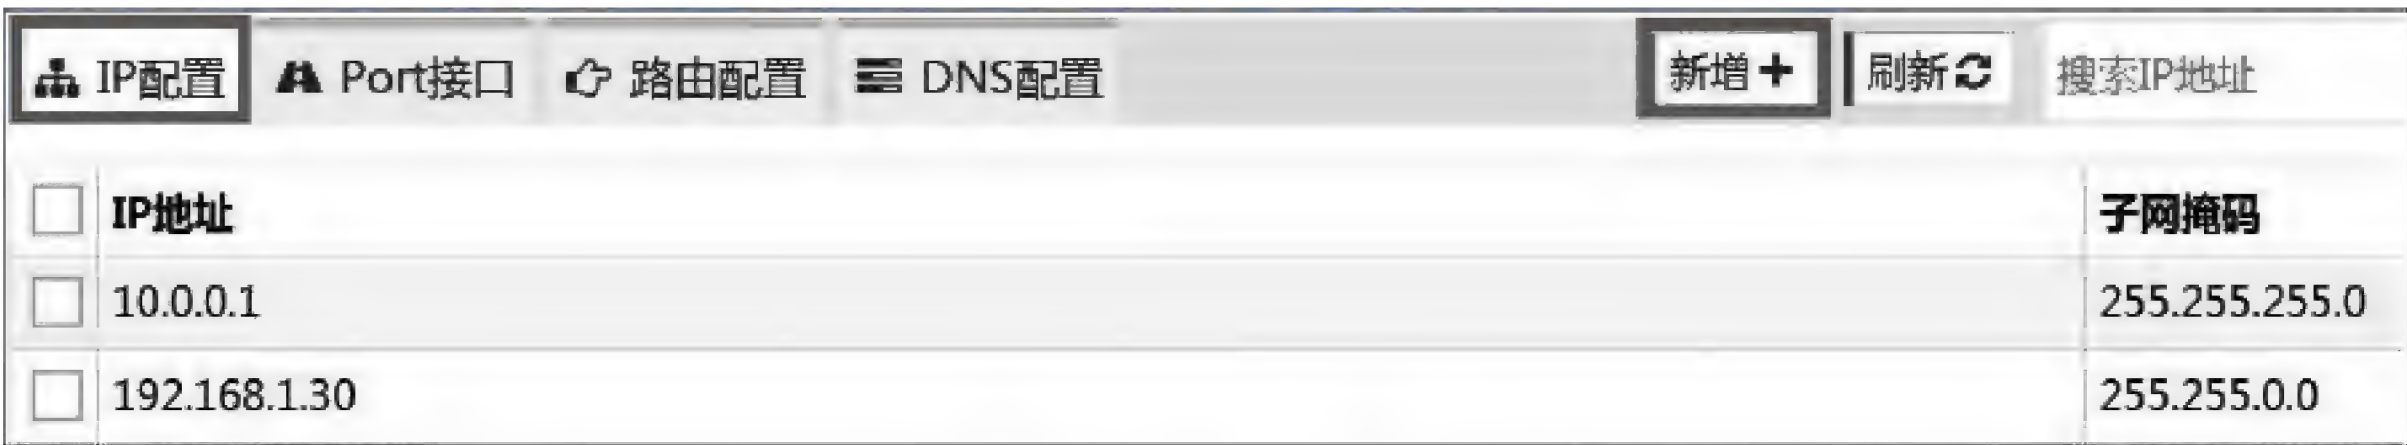 IP配置 Port接口 路由配置 DNS配置 新增 刷新 搜索IP地址
IP地址 子网掩码
10.0.0.1 255.255.255.0
192.168.1.30 255.255.0.0